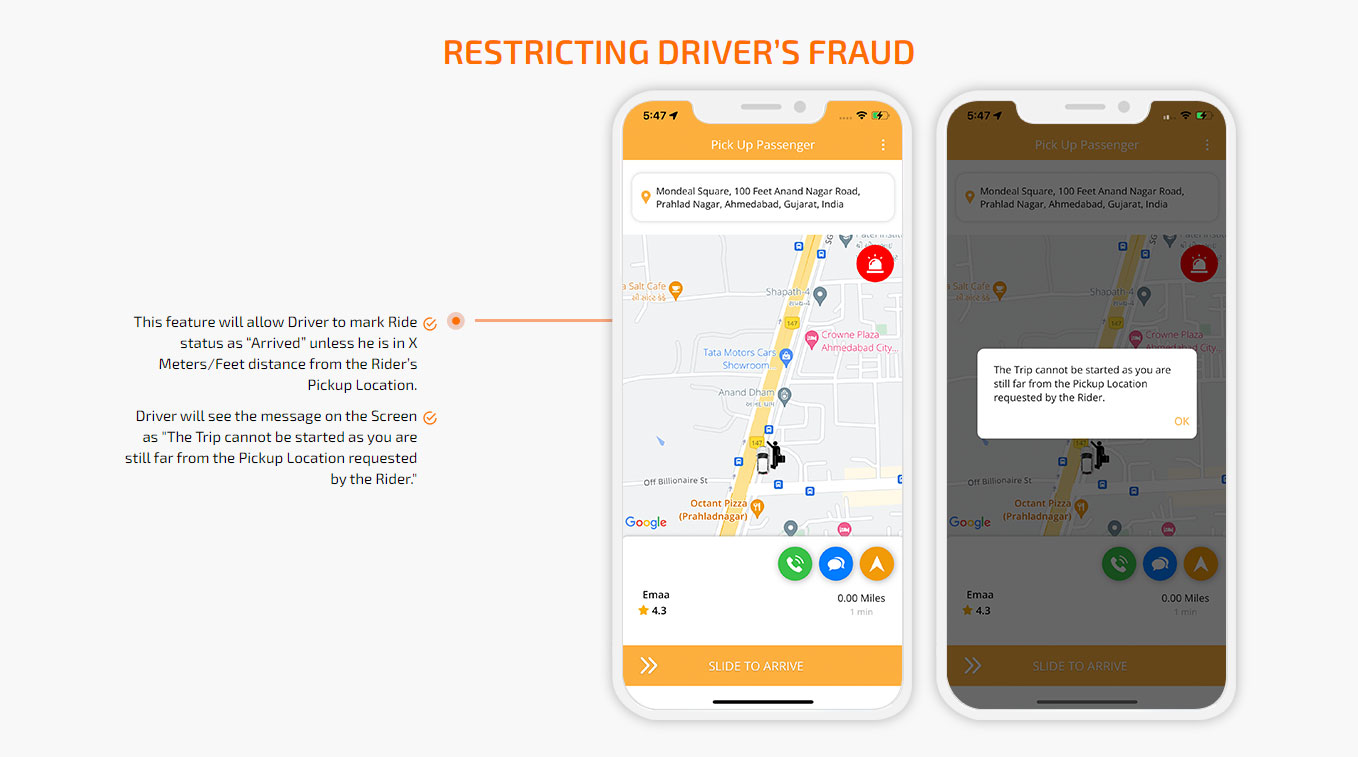 RESTRICTING DRIVER'S FRAUD
This feature will allow Driver to mark Ride
status as “Arrived” unless he is in X
Meters/Feet distance from the Rider’s
Pickup Location.
Driver will see the message on the Screen
as "The Trip cannot be started as you are
still far from the Pickup Location requested
by the Rider."
5:47
Pick Up Passenger
Mondeal Square, 100 Feet Anand Nagar Road,
Prahlad Nagar, Ahmedabad, Gujarat, India
SG
a Salt Cafe
Shapath-4
શપથ-૪
147
Crowne Plaza
Ahmedabad City...
Tata Motors Cars
Showroom...
Anand Dham
આનંદ ધામ
147
Off Billionaire St
Octant Pizza
(Prahladnagar)
Google
Emaa
4.3
0.00 Miles
1 min
SLIDE TO ARRIVE
5:47
Pick Up Passenger
Mondeal Square, 100 Feet Anand Nagar Road,
Prahlad Nagar, Ahmedabad, Gujarat, India
SG
a Salt Cafe
Shapath-4
147
Crowne Plaza
Ahmedabad City...
The Trip cannot be started as you are
still far from the Pickup Location
requested by the Rider.
OK
147
Off Billionaire St
Octant Pizza
(Prahladnagar)
Google
Emaa
4.3
0.00 Miles
1 min
SLIDE TO ARRIVE